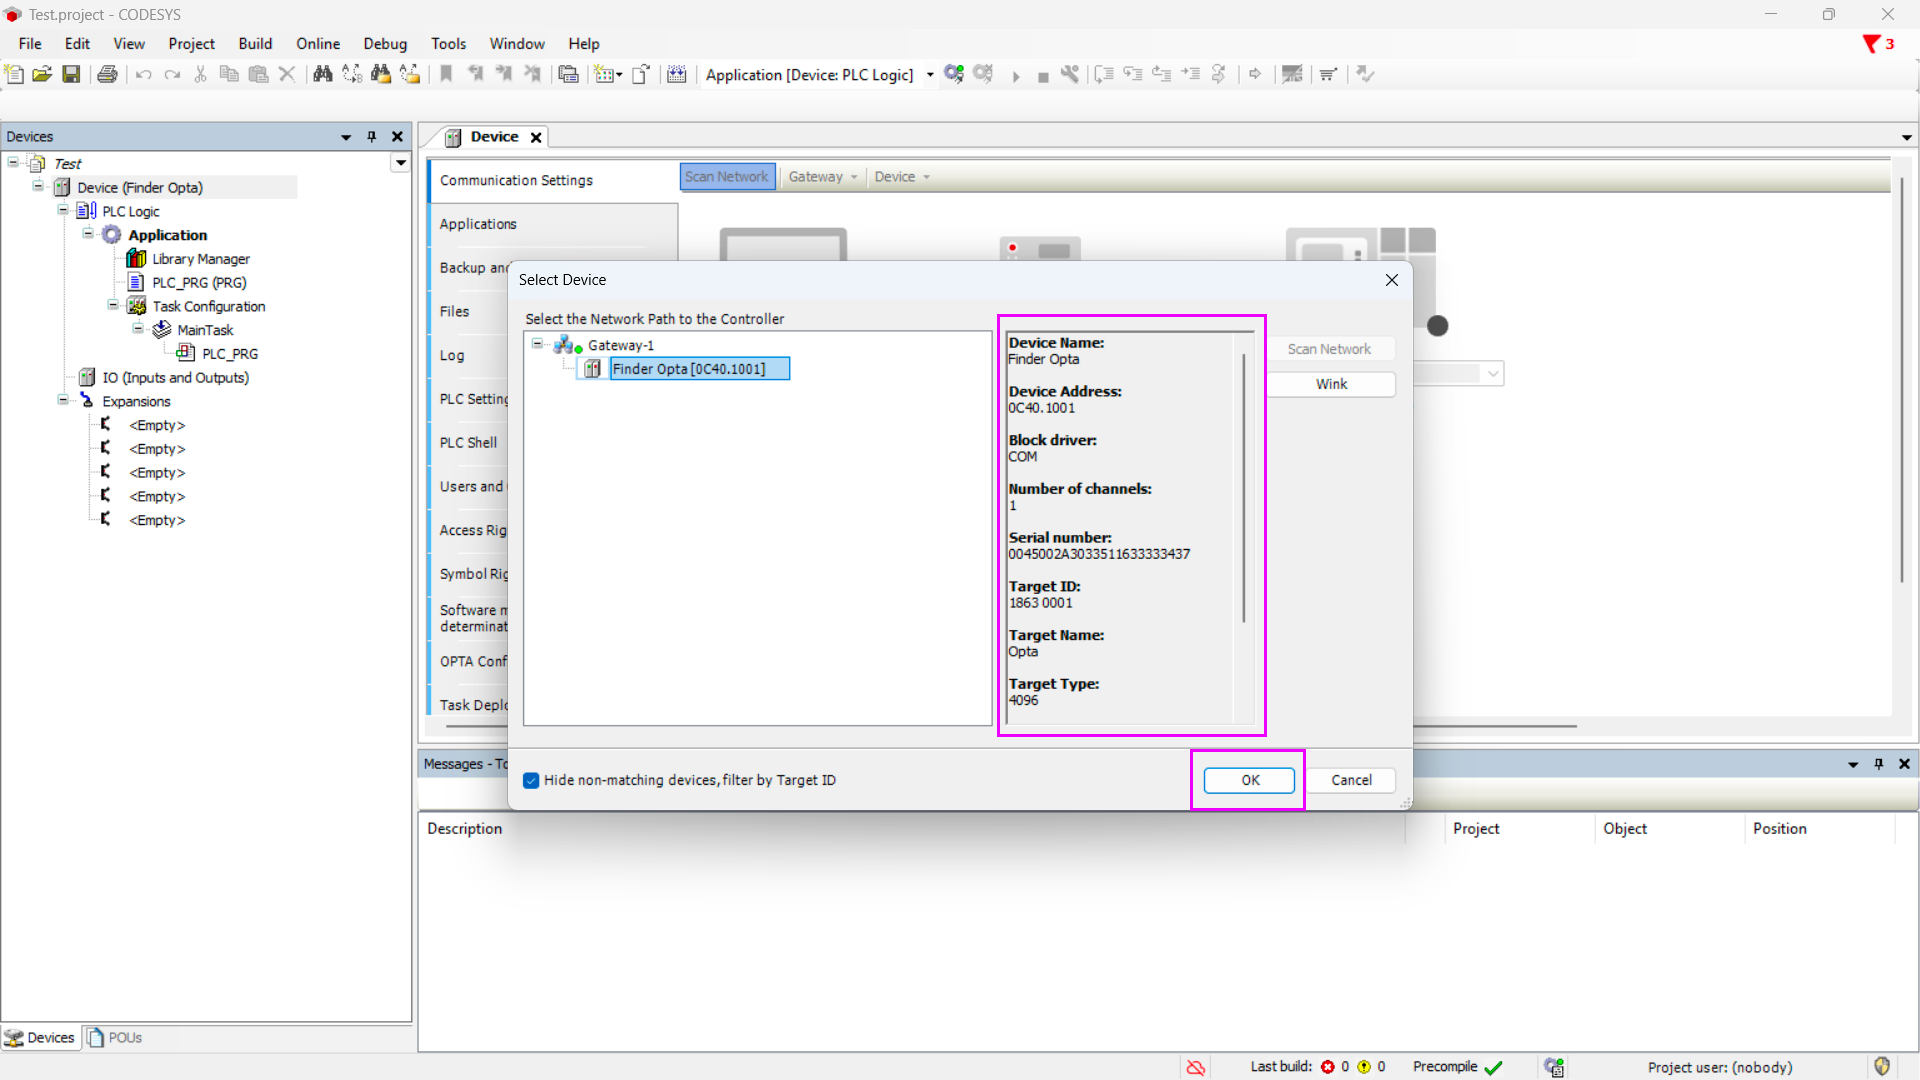 Test.project - CODESYS
File Edit View Project Build Online Debug Tools Window Help
3
Application [Device: PLC Logic]
Devices
Device
Test
Device (Finder Opta)
PLC Logic
Application
Library Manager
PLC_PRG (PRG)
Task Configuration
MainTask
PLC_PRG
IO (Inputs and Outputs)
Expansions
<Empty>
<Empty>
<Empty>
<Empty>
<Empty>
Devices POUs
Communication Settings
Scan Network Gateway Device
Applications
Backup and
Files
Log
PLC Setting
PLC Shell
Users and
Access Rig
Symbol Rig
Software m
determinat
OPTA Conf
Task Deplo
Select Device
Select the Network Path to the Controller
Gateway-1
Finder Opta [0C40.1001]
Device Name:
Finder Opta
Device Address:
0C40.1001
Block driver:
COM
Number of channels:
1
Serial number:
0045002A3033511633333437
Target ID:
1863 0001
Target Name:
Opta
Target Type:
4096
Scan Network
Wink
Hide non-matching devices, filter by Target ID
OK Cancel
Messages - To
Description Project Object Position
Last build: 0 0 Precompile Project user: (nobody)